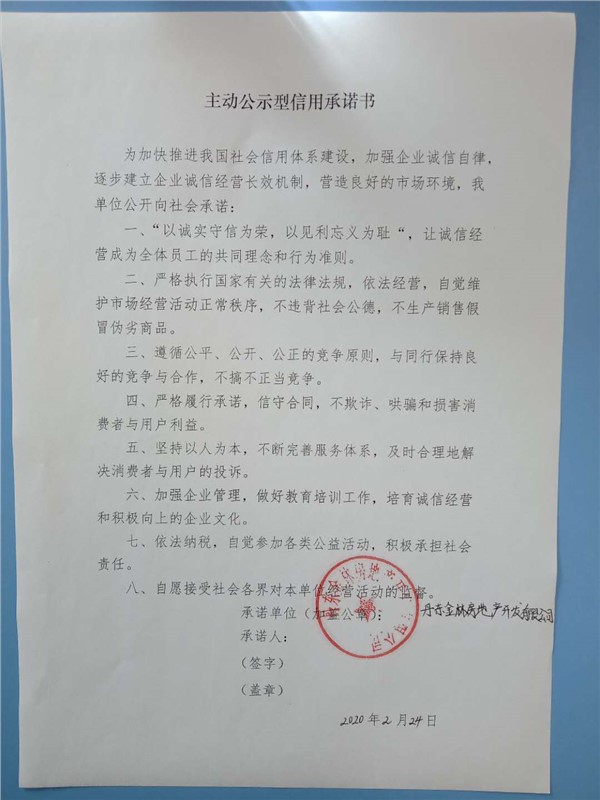 主动公示型信用承诺书
为加快推进我国社会信用体系建设，加强企业诚信自律，
逐步建立企业诚信经营长效机制，营造良好的市场环境，我
单位公开向社会承诺：
一、“以诚实守信为荣，以见利忘义为耻“，让诚信经
营成为全体员工的共同理念和行为准则。
二、严格执行国家有关的法律法规，依法经营，自觉维
护市场经营活动正常秩序，不违背社会公德，不生产销售假
冒伪劣商品。
三、遵循公平、公开、公正的竞争原则，与同行保持良
好的竞争与合作，不搞不正当竞争。
四、严格履行承诺，信守合同，不欺诈、哄骗和损害消
费者与用户利益。
五、坚持以人为本，不断完善服务体系，及时合理地解
决消费者与用户的投诉。
六、加强企业管理，做好教育培训工作，培育诚信经营
和积极向上的企业文化。
七、依法纳税，自觉参加各类公益活动，积极承担社会
责任。
八、自愿接受社会各界对本单位经营活动的监督。
承诺单位（加盖公章）： 丹东金林房地产开发有限公司
承诺人：
（签字）
（盖章）
2020年2月24日